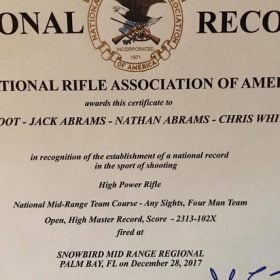 ONAL RECO
NATIONAL RIFLE ASSOCIATION
INCORPORATED
1871
OF AMERICA
TIONAL RIFLE ASSOCIATION OF AMERI
awards this certificate to
OOT - JACK ABRAMS - NATHAN ABRAMS - CHRIS WHI
in recognition of the establishment of a national record
in the sport of shooting
High Power Rifle
National Mid-Range Team Course - Any Sights, Four Man Team
Open, High Master Record, Score - 2313-102X
fired at
SNOWBIRD MID RANGE REGIONAL
PALM BAY, FL on December 28, 2017